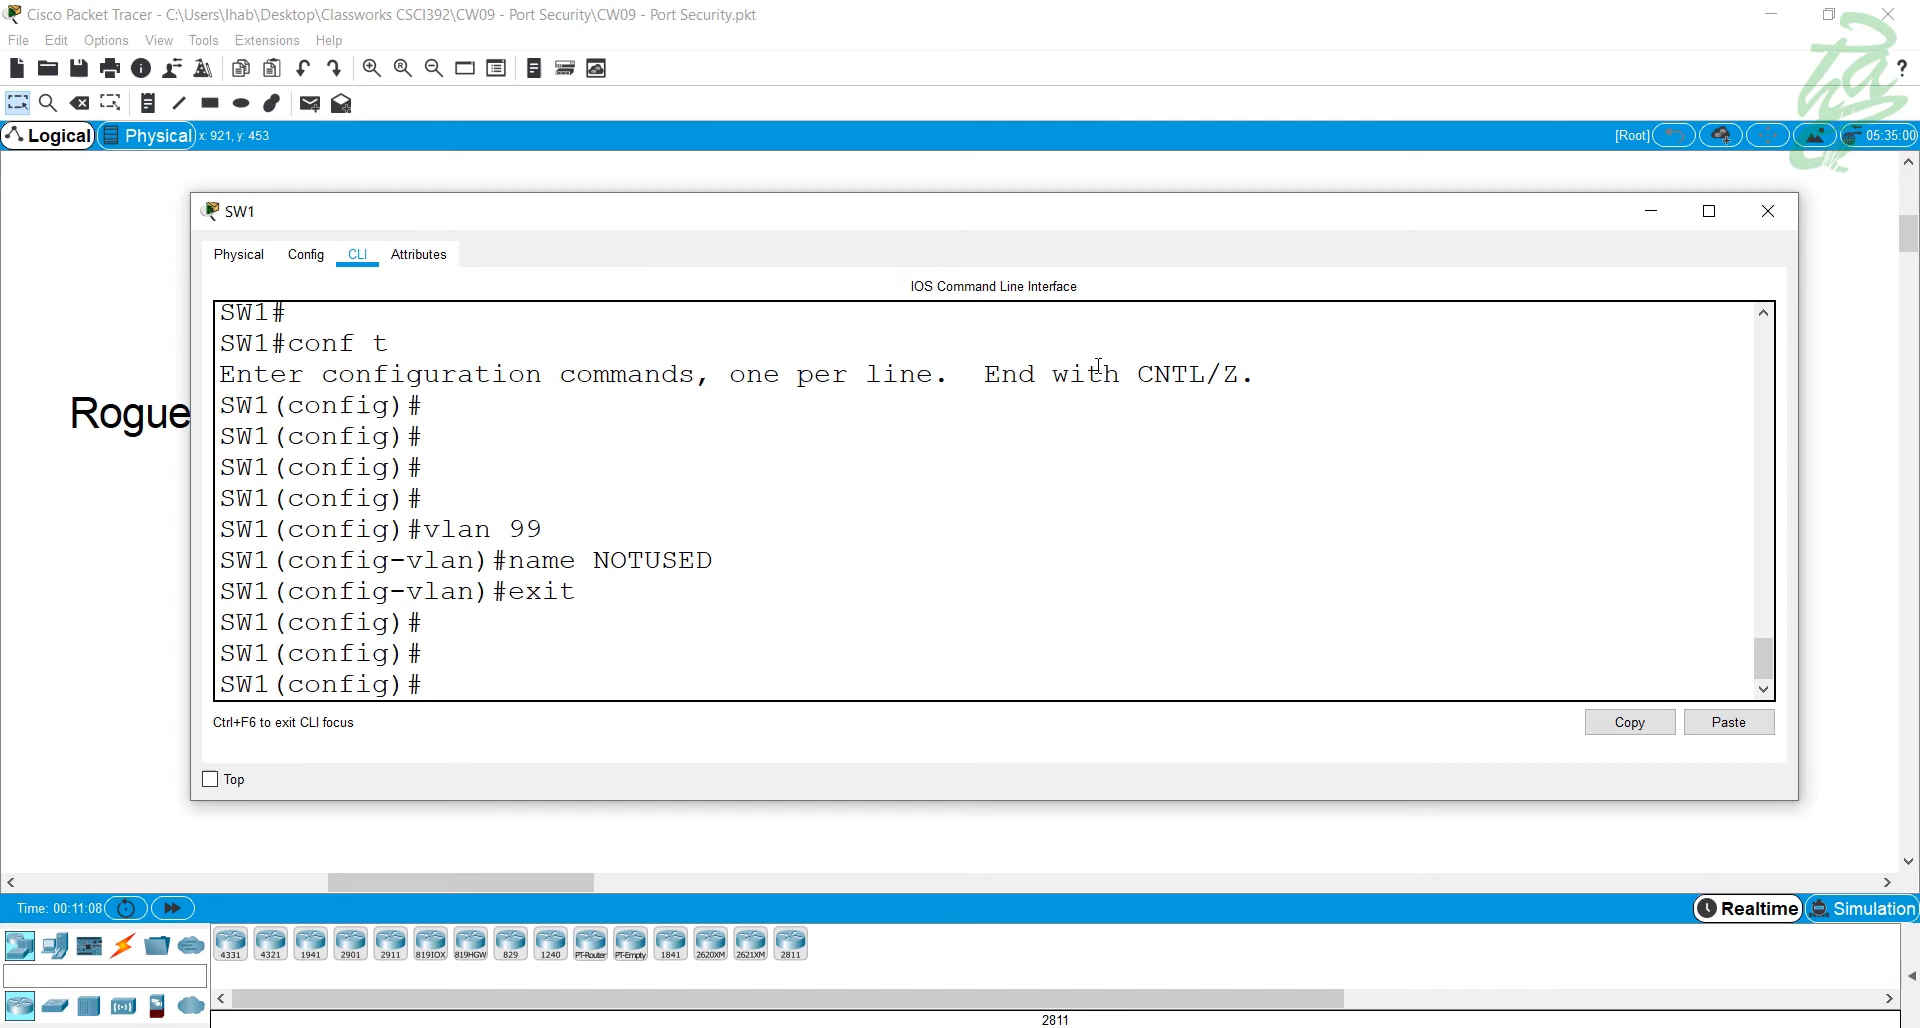 Cisco Packet Tracer - C:\Users\Ihab\Desktop\Classworks CSCI392\CW09 - Port Security\CW09 - Port Security.pkt
File Edit Options View Tools Extensions Help
?
Logical Physical x: 921, y: 453 [Root] 05:35:00
SW1
Physical Config CLI Attributes
IOS Command Line Interface
Rogue
SW1#
SW1#conf t
Enter configuration commands, one per line.  End with CNTL/Z.
SW1(config)#
SW1(config)#
SW1(config)#
SW1(config)#
SW1(config)#vlan 99
SW1(config-vlan)#name NOTUSED
SW1(config-vlan)#exit
SW1(config)#
SW1(config)#
SW1(config)#
Ctrl+F6 to exit CLI focus Copy Paste
Top
Time: 00:11:08 Realtime Simulation
4331 4321 1941 2901 2911 819IOX 819HGW 829 1240 PT-Router PT-Empty 1841 2620XM 2621XM 2811
2811